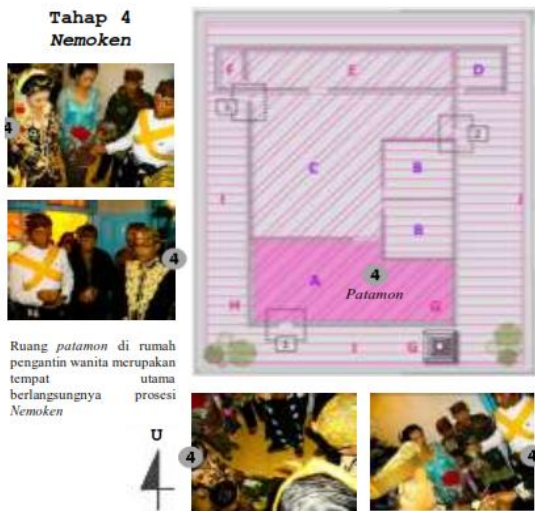 Tahap 4
Nemoken
4
4
Ruang patamon di rumah
pengantin wanita merupakan
tempat utama
berlangsungnya prosesi
Nemoken
U
F
E
D
3
2
C
B
B
I
J
A
4
Patamon
H
G
1
I
G
4
4